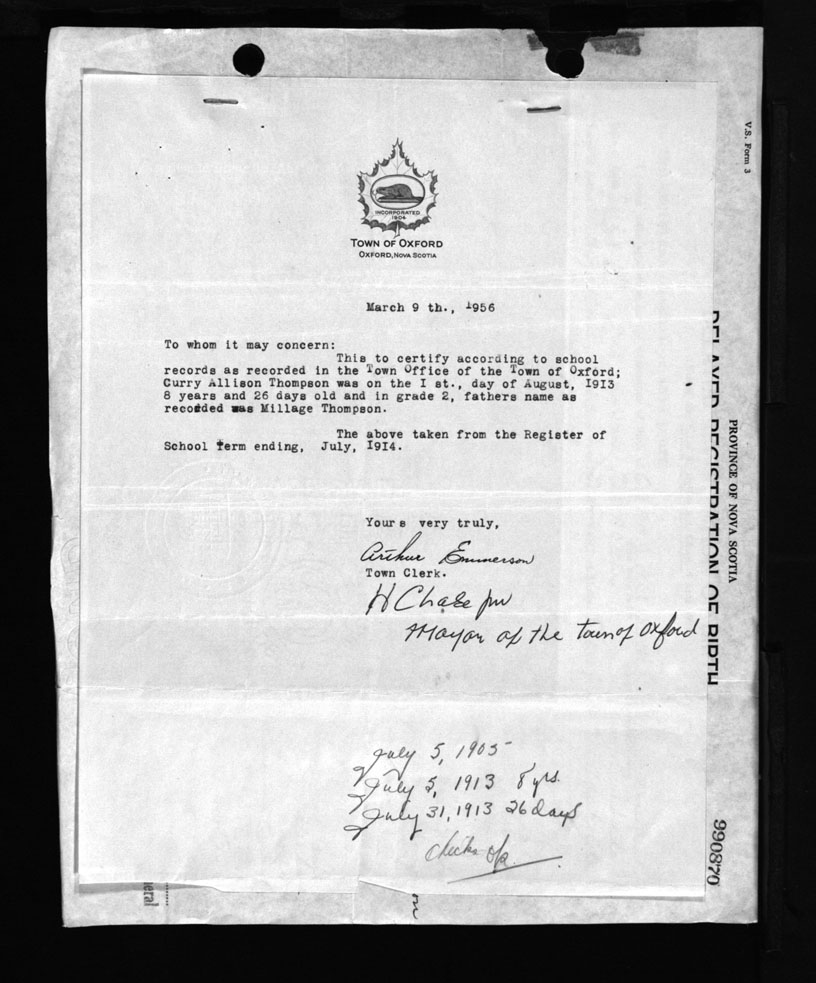 INCORPORATED
1904
TOWN OF OXFORD
OXFORD, NOVA SCOTIA
March 9 th., 1956
To whom it may concern:
This to certify according to school
records as recorded in the Town Office of the Town of Oxford;
Curry Allison Thompson was on the I st., day of August, 1913
8 years and 26 days old and in grade 2, fathers name as
recorded was Millage Thompson.
The above taken from the Register of
School Term ending, July, 1914.
Yours very truly,
Arthur Emmerson
Town Clerk.
H Chase
Mayor of the town of Oxford
July 5, 1905
July 5, 1913 8 yrs.
July 31, 1913 26 days
checks
V.S. Form 3
PROVINCE OF NOVA SCOTIA
DELAYED REGISTRATION OF BIRTH
990870